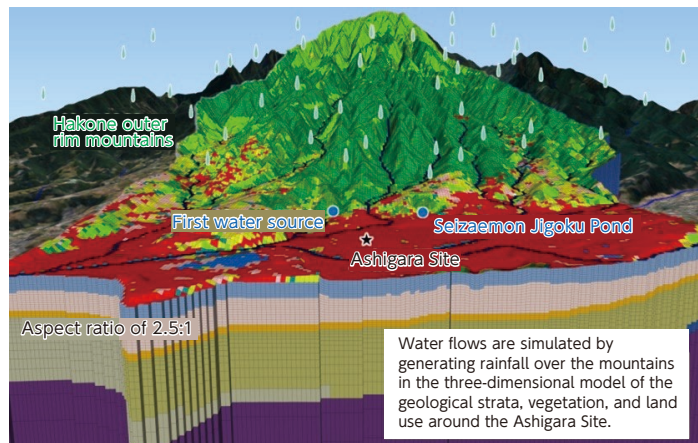 Hakone outer
rim mountains
First water source
Seizaemon Jigoku Pond
Ashigara Site
Aspect ratio of 2.5:1
Water flows are simulated by
generating rainfall over the mountains
in the three-dimensional model of the
geological strata, vegetation, and land
use around the Ashigara Site.